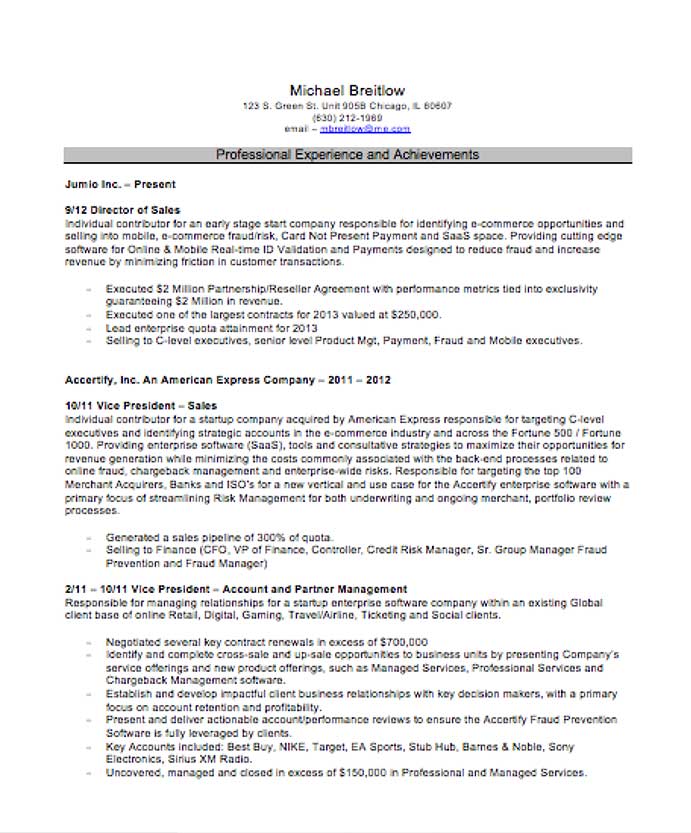 Michael Breitlow
123 S. Green St. Unit 905B Chicago, IL 60607
(630) 212-1969
email – mbreitlow@me.com
Professional Experience and Achievements
Jumio Inc. – Present
9/12 Director of Sales
Individual contributor for an early stage start company responsible for identifying e-commerce opportunities and
selling into mobile, e-commerce fraud/risk, Card Not Present Payment and SaaS space. Providing cutting edge
software for Online & Mobile Real-time ID Validation and Payments designed to reduce fraud and increase
revenue by minimizing friction in customer transactions.
- Executed $2 Million Partnership/Reseller Agreement with performance metrics tied into exclusivity
guaranteeing $2 Million in revenue.
- Executed one of the largest contracts for 2013 valued at $250,000.
- Lead enterprise quota attainment for 2013
- Selling to C-level executives, senior level Product Mgt, Payment, Fraud and Mobile executives.
Accertify, Inc. An American Express Company – 2011 – 2012
10/11 Vice President – Sales
Individual contributor for a startup company acquired by American Express responsible for targeting C-level
executives and identifying strategic accounts in the e-commerce industry and across the Fortune 500 / Fortune
1000. Providing enterprise software (SaaS), tools and consultative strategies to maximize their opportunities for
revenue generation while minimizing the costs commonly associated with the back-end processes related to
online fraud, chargeback management and enterprise-wide risks. Responsible for targeting the top 100
Merchant Acquirers, Banks and ISO's for a new vertical and use case for the Accertify enterprise software with a
primary focus of streamlining Risk Management for both underwriting and ongoing merchant, portfolio review
processes.
- Generated a sales pipeline of 300% of quota.
- Selling to Finance (CFO, VP of Finance, Controller, Credit Risk Manager, Sr. Group Manager Fraud
Prevention and Fraud Manager)
2/11 – 10/11 Vice President – Account and Partner Management
Responsible for managing relationships for a startup enterprise software company within an existing Global
client base of online Retail, Digital, Gaming, Travel/Airline, Ticketing and Social clients.
- Negotiated several key contract renewals in excess of $700,000
- Identify and complete cross-sale and up-sale opportunities to business units by presenting Company's
service offerings and new product offerings, such as Managed Services, Professional Services and
Chargeback Management software.
- Establish and develop impactful client business relationships with key decision makers, with a primary
focus on account retention and profitability.
- Present and deliver actionable account/performance reviews to ensure the Accertify Fraud Prevention
Software is fully leveraged by clients.
- Key Accounts included: Best Buy, NIKE, Target, EA Sports, Stub Hub, Barnes & Noble, Sony
Electronics, Sirius XM Radio.
- Uncovered, managed and closed in excess of $150,000 in Professional and Managed Services.